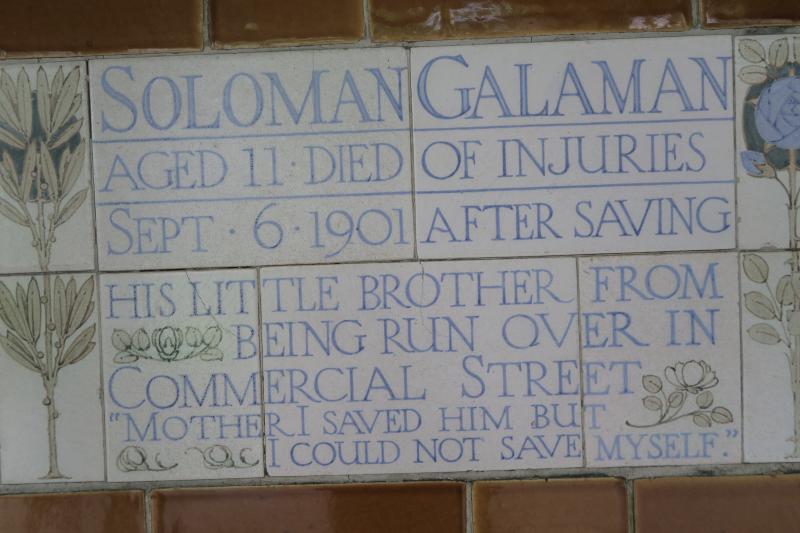 SOLOMAN GALAMAN
AGED 11 · DIED OF INJURIES
SEPT · 6 · 1901 AFTER SAVING
HIS LITTLE BROTHER FROM
BEING RUN OVER IN
COMMERCIAL STREET
"MOTHER I SAVED HIM BUT
I COULD NOT SAVE MYSELF."